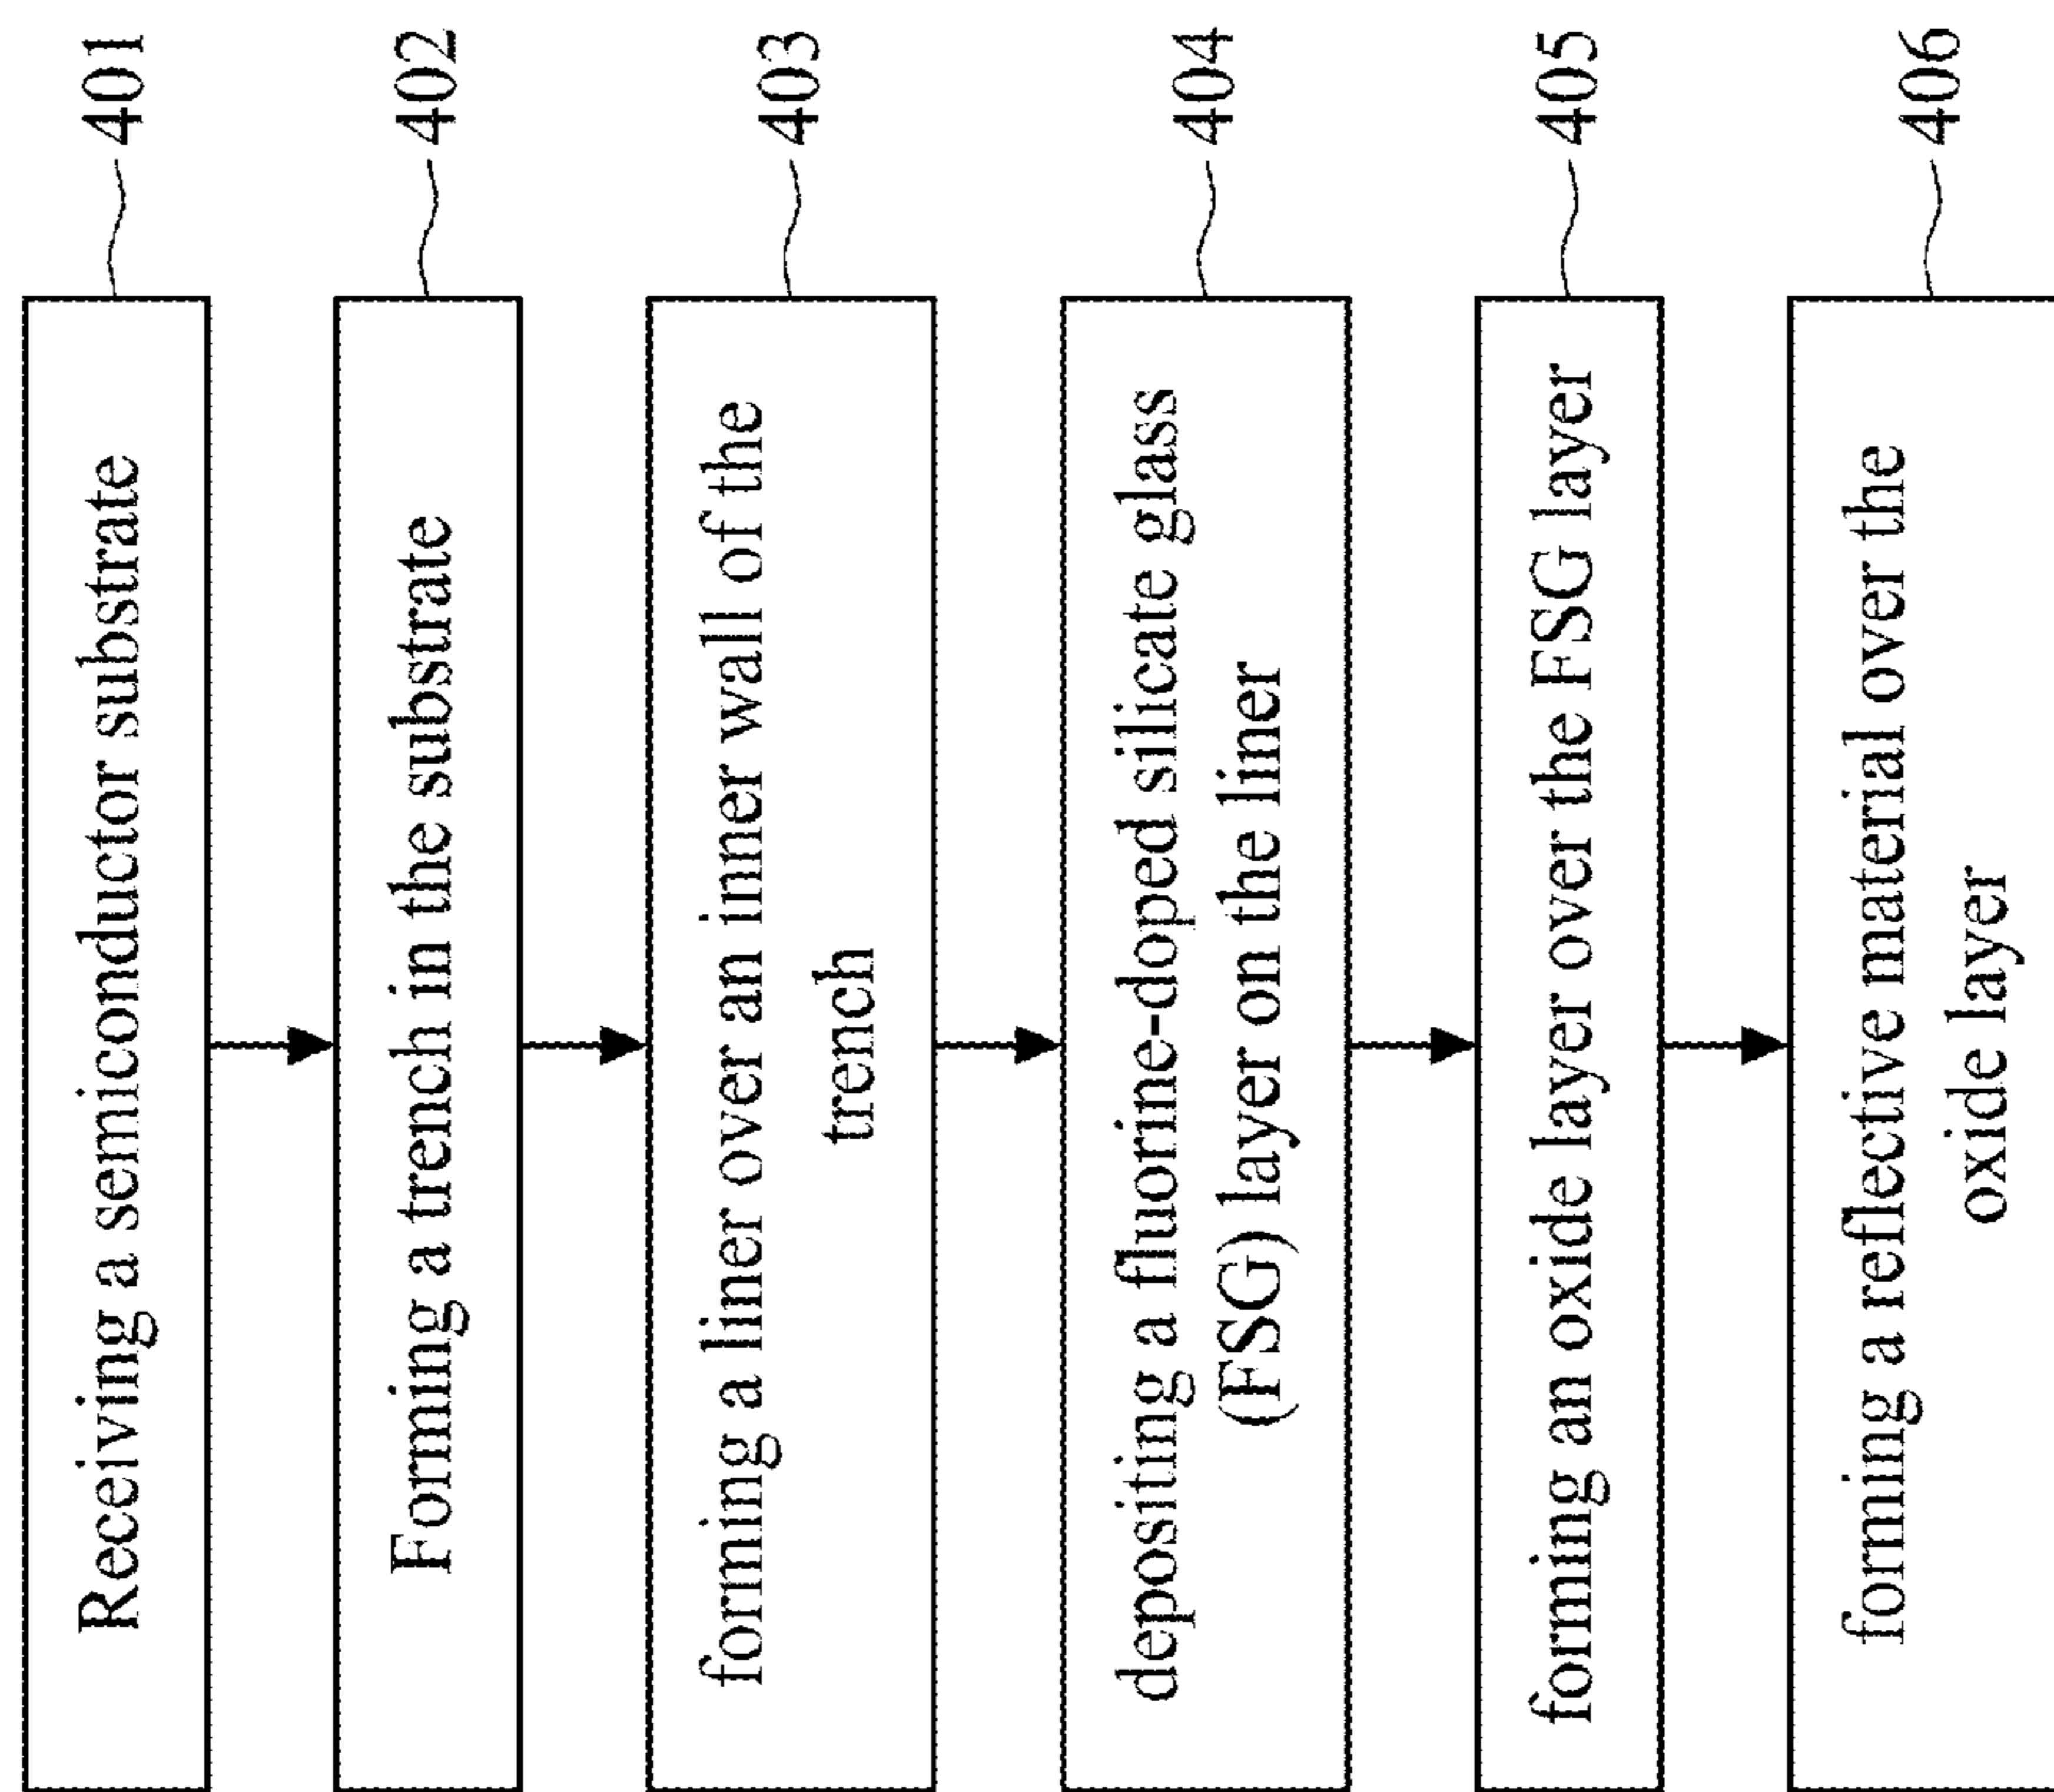 Receiving a semiconductor substrate
401
Forming a trench in the substrate
402
forming a liner over an inner wall of the
trench
403
depositing a fluorine-doped silicate glass
(FSG) layer on the liner
404
forming an oxide layer over the FSG layer
405
forming a reflective material over the
oxide layer
406